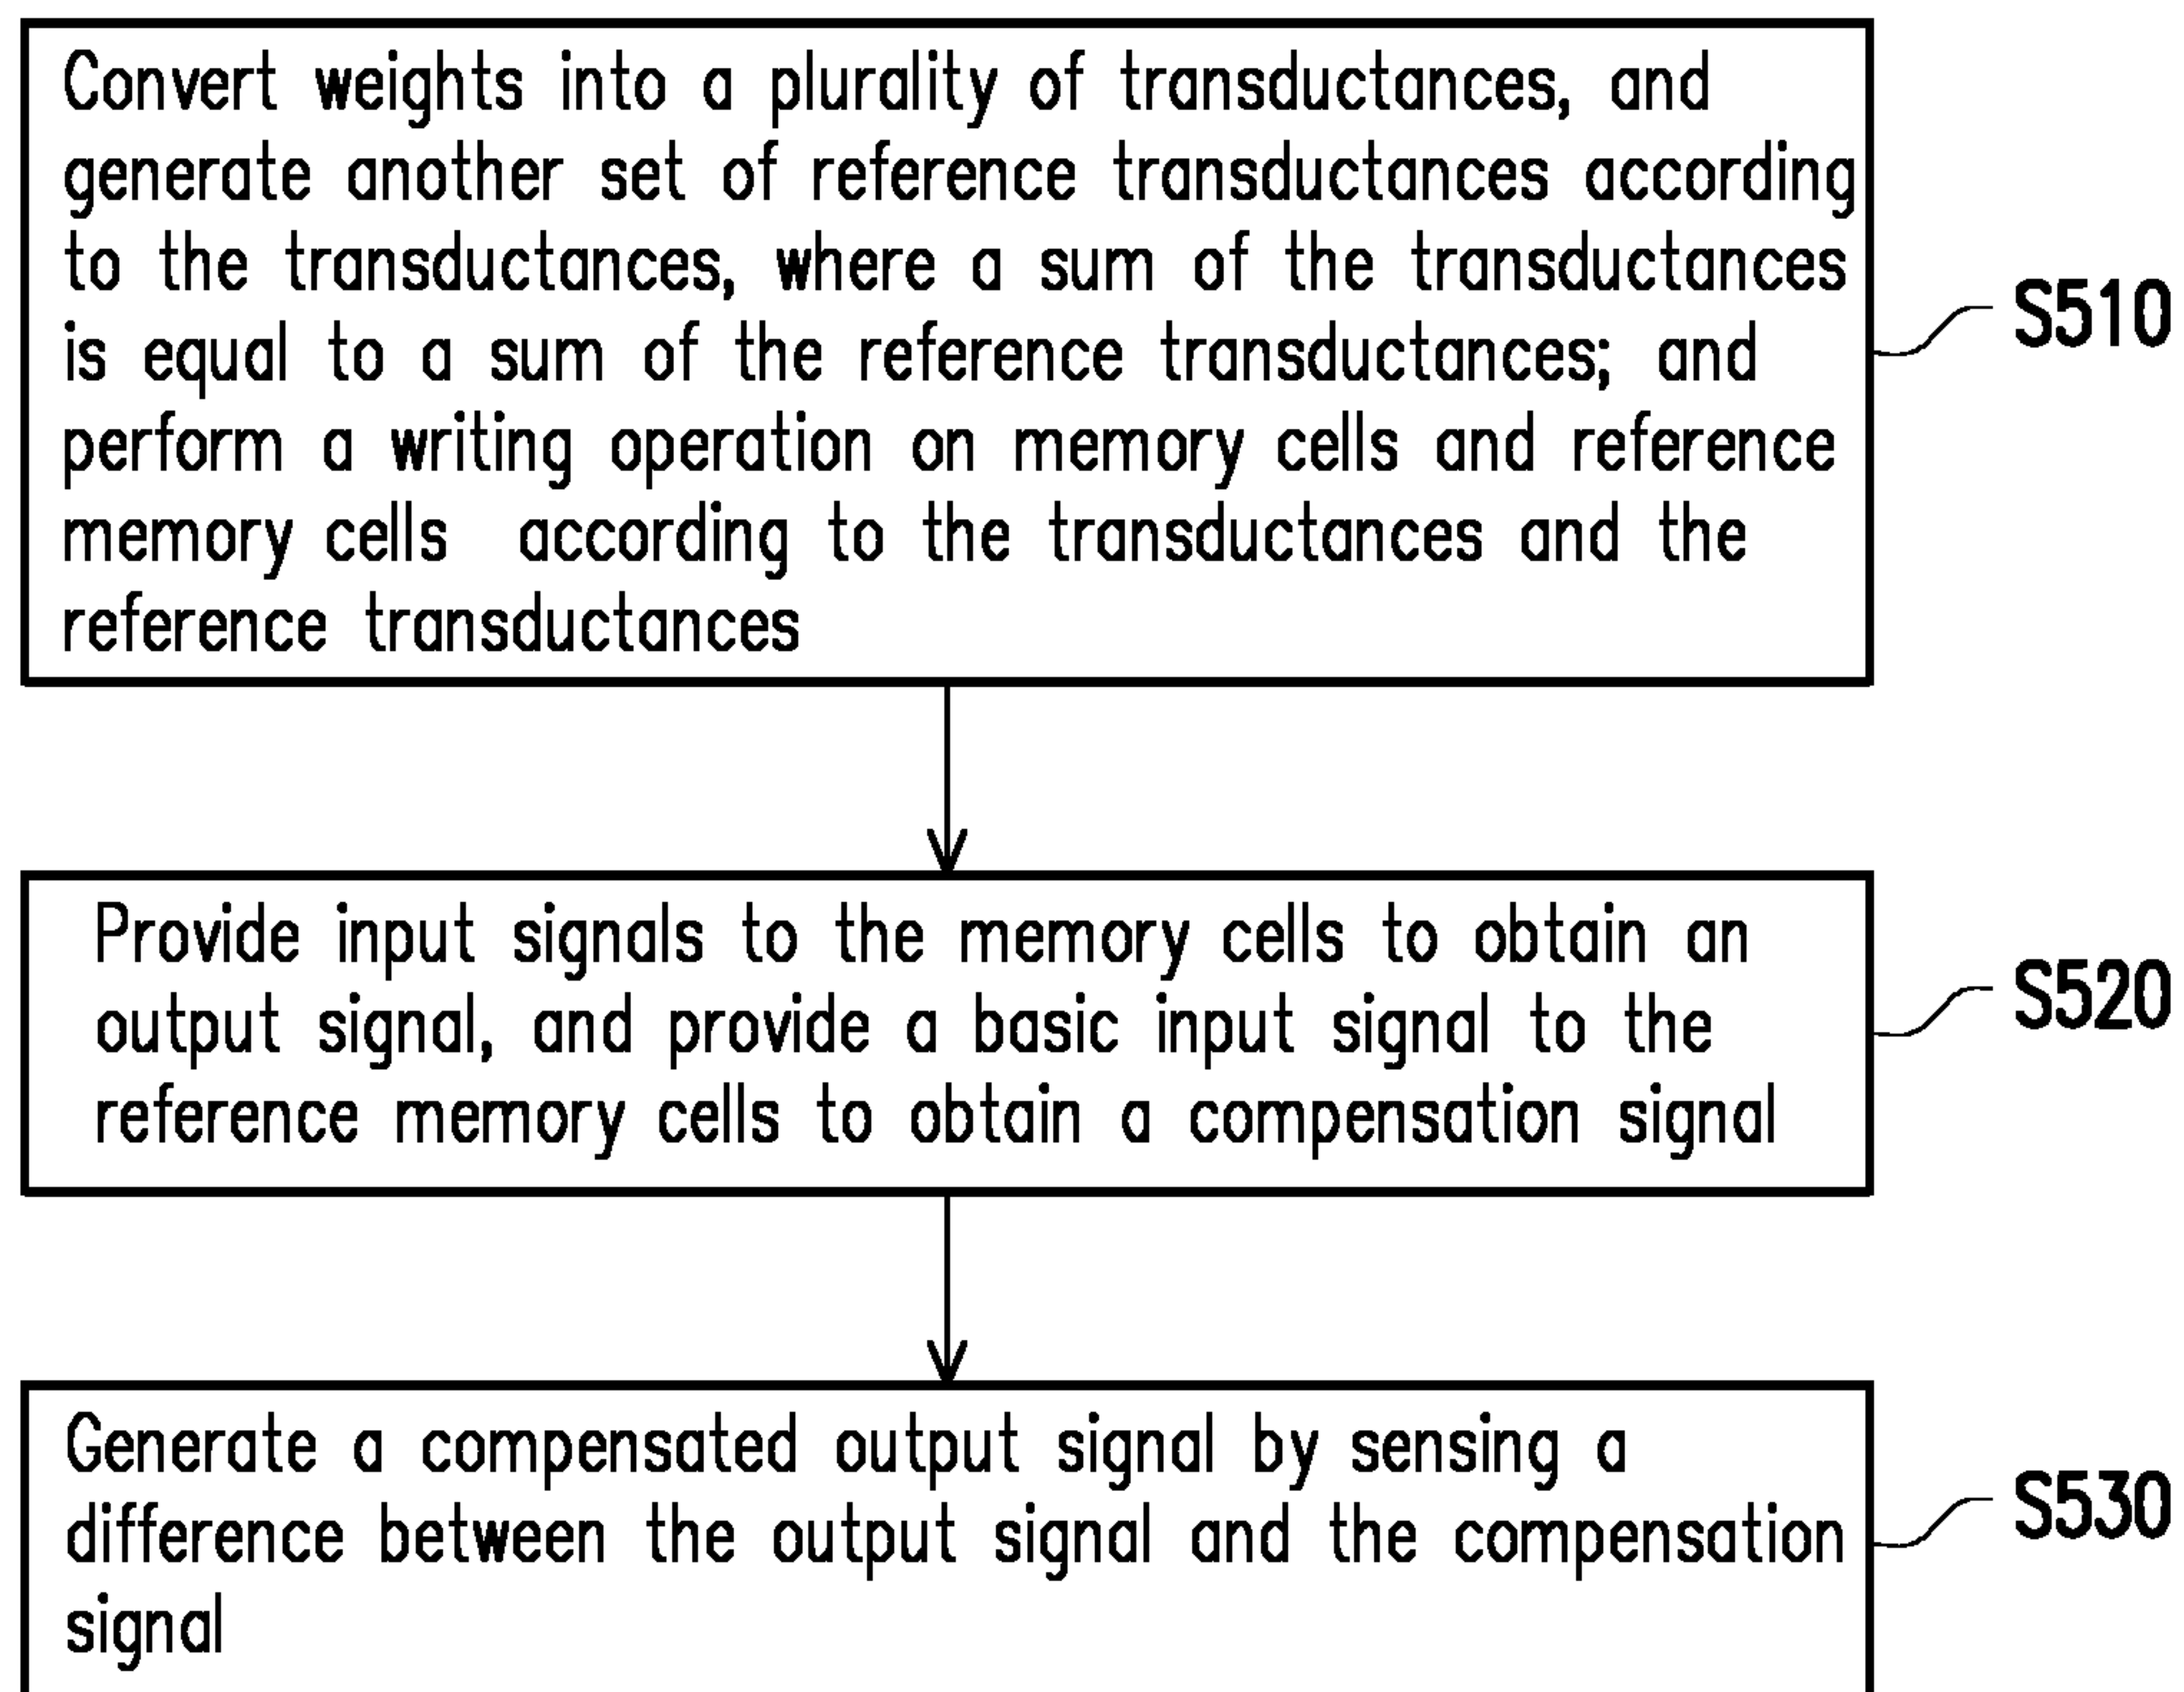 Convert weights into a plurality of transductances, and
generate another set of reference transductances according
to the transductances, where a sum of the transductances
is equal to a sum of the reference transductances; and
perform a writing operation on memory cells and reference
memory cells according to the transductances and the
reference transductances
S510
Provide input signals to the memory cells to obtain an
output signal, and provide a basic input signal to the
reference memory cells to obtain a compensation signal
S520
Generate a compensated output signal by sensing a
difference between the output signal and the compensation
signal
S530